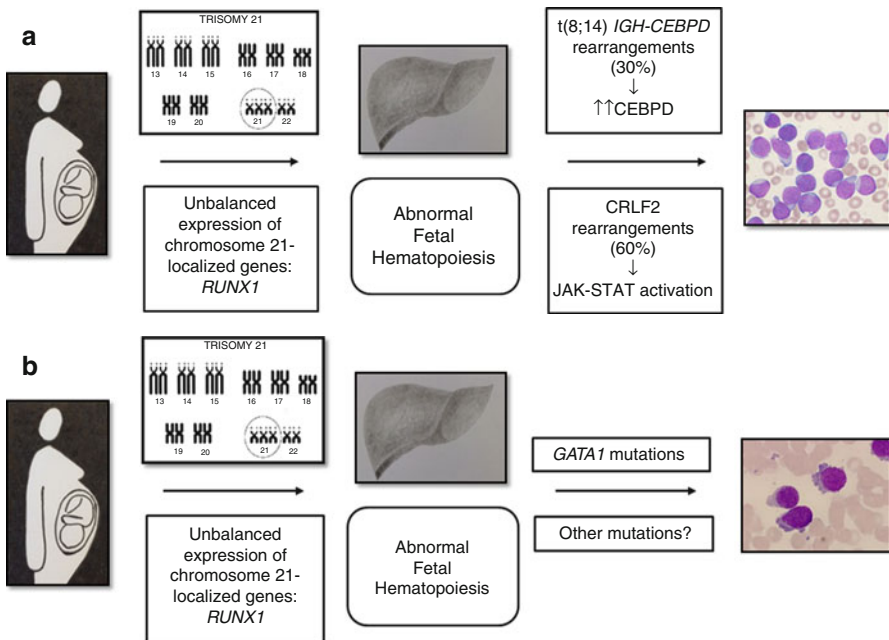 a
TRISOMY 21
13 14 15 16 17 18
19 20 21 22
Unbalanced
expression of
chromosome 21-
localized genes:
RUNX1
Abnormal
Fetal
Hematopoiesis
t(8;14) IGH-CEBPD
rearrangements
(30%)
↓
↑↑CEBPD
CRLF2
rearrangements
(60%)
↓
JAK-STAT activation
b
TRISOMY 21
13 14 15 16 17 18
19 20 21 22
Unbalanced
expression of
chromosome 21-
localized genes:
RUNX1
Abnormal
Fetal
Hematopoiesis
GATA1 mutations
Other mutations?